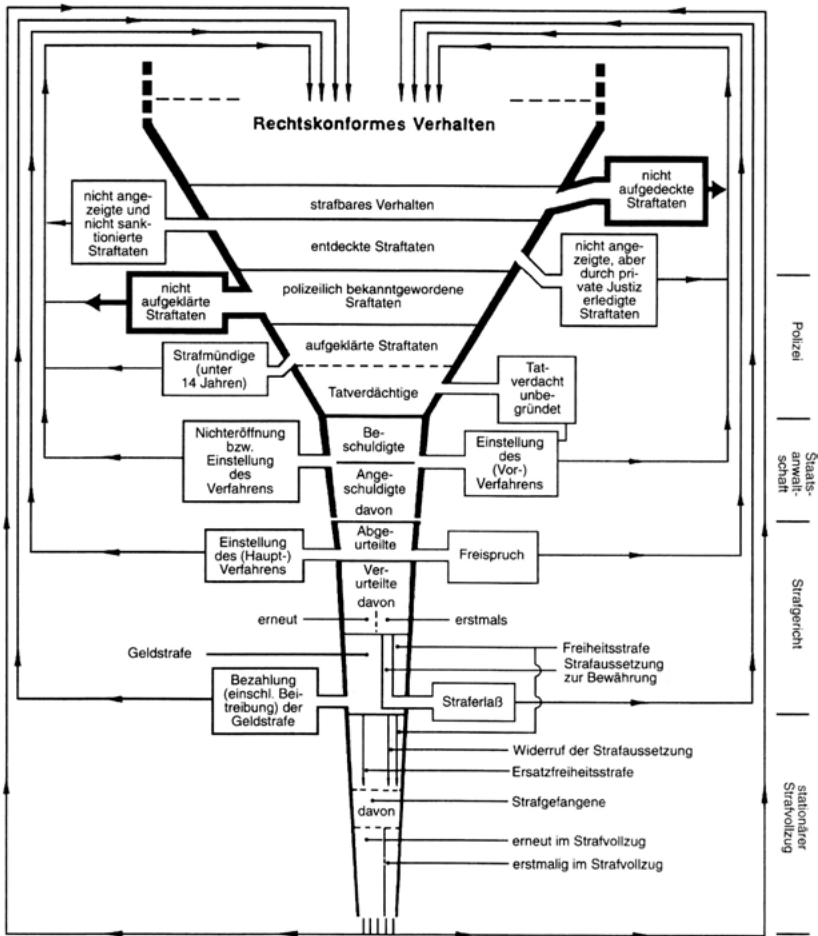 Rechtskonformes Verhalten
nicht
aufgedeckte
Straftaten
nicht ange-
zeigte und
nicht sank-
tionierte
Straftaten
strafbares Verhalten
entdeckte Straftaten
nicht ange-
zeigte, aber
durch pri-
vate Justiz
erledigte
Straftaten
nicht
aufgeklärte
Straftaten
polizeilich bekanntgewordene
Sraftaten
Polizei
aufgeklärte Straftaten
Strafmündige
(unter
14 Jahren)
Tat-
verdacht
unbe-
gründet
Tatverdächtige
Nichteröffnung
bzw.
Einstellung
des
Verfahrens
Be-
schuldigte
Einstellung
des
(Vor-)
Verfahrens
Staats-
anwalt-
schaft
Ange-
schuldigte
davon
Einstellung
des (Haupt-)
Verfahrens
Abge-
urteilte
Freispruch
Ver-
urteilte
davon
Strafgericht
erneut
erstmals
Geldstrafe
Freiheitsstrafe
Strafaussetzung
zur Bewährung
Bezahlung
(einschl. Bei-
treibung) der
Geldstrafe
Straferlaß
Widerruf der Strafaussetzung
Ersatzfreiheitsstrafe
Strafgefangene
davon
stationärer
Strafvollzug
erneut im Strafvollzug
erstmalig im Strafvollzug